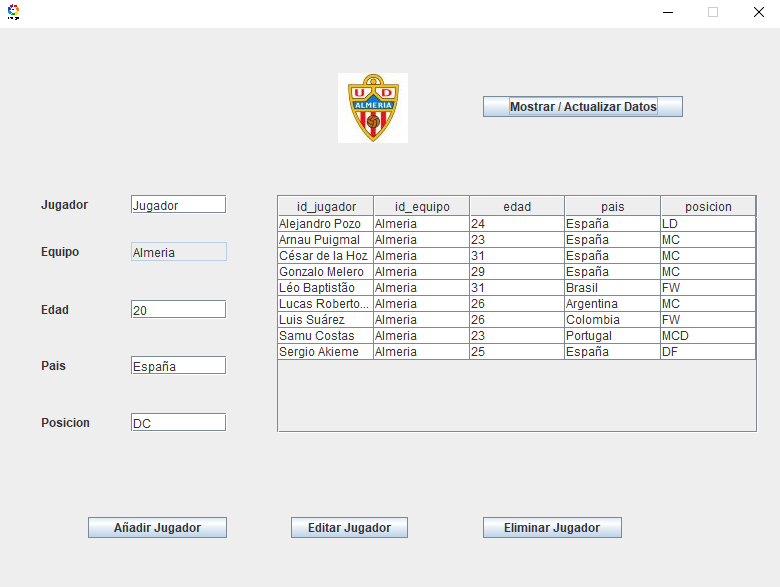 U D
ALMERIA
Mostrar / Actualizar Datos
Jugador Jugador
Equipo Almeria
Edad 20
Pais España
Posicion DC
id_jugador id_equipo edad pais posicion
Alejandro Pozo Almeria 24 España LD
Arnau Puigmal Almeria 23 España MC
César de la Hoz Almeria 31 España MC
Gonzalo Melero Almeria 29 España MC
Léo Baptistão Almeria 31 Brasil FW
Lucas Roberto... Almeria 26 Argentina MC
Luis Suárez Almeria 26 Colombia FW
Samu Costas Almeria 23 Portugal MCD
Sergio Akieme Almeria 25 España DF
Añadir Jugador Editar Jugador Eliminar Jugador